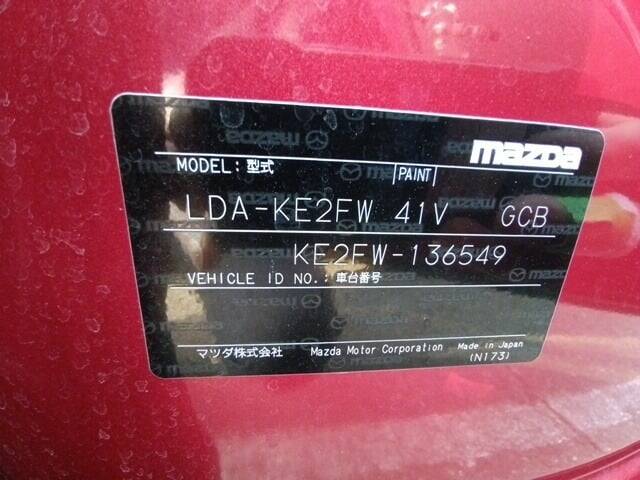 mazda
MODEL: 型式 PAINT
LDA-KE2FW 41V GCB
KE2FW-136549
VEHICLE ID NO.: 車台番号
マツダ株式会社 Mazda Motor Corporation Made in Japan
(N173)